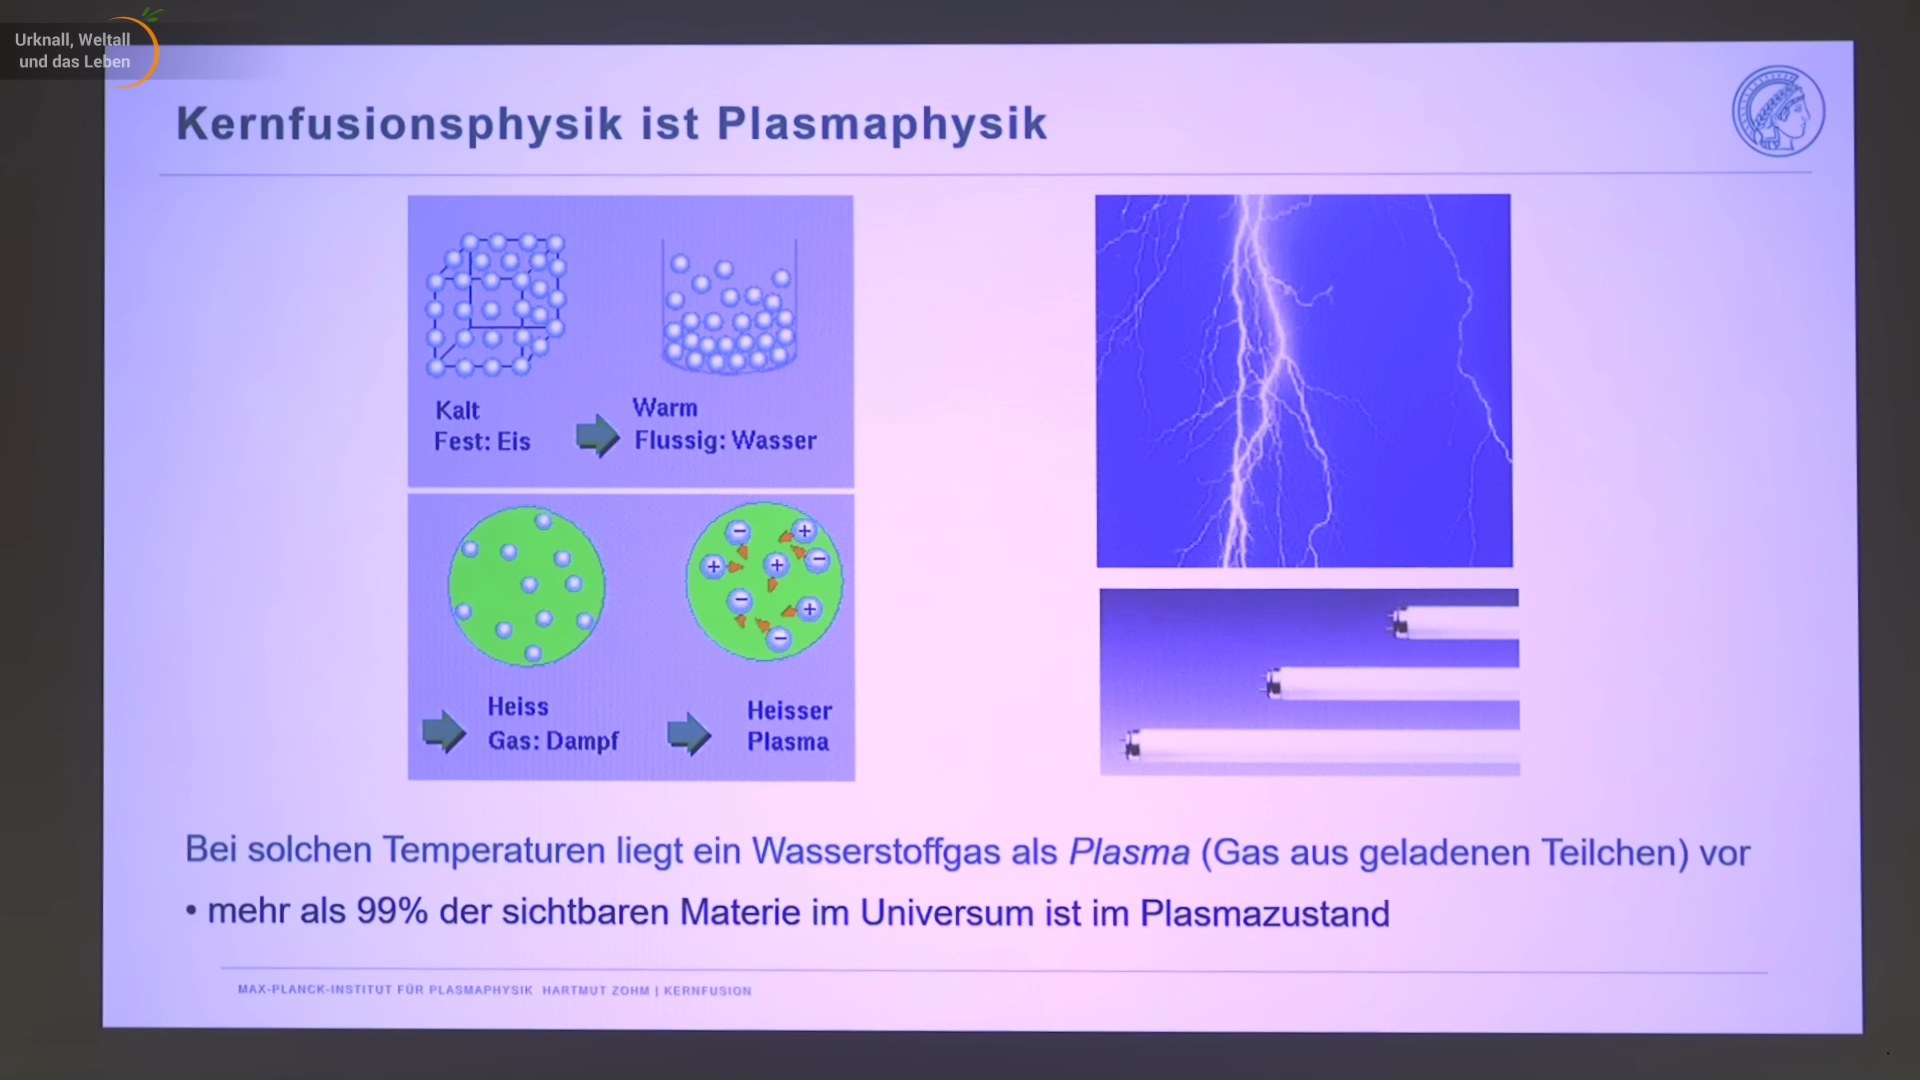 Urknall, Weltall
und das Leben
Kernfusionsphysik ist Plasmaphysik
Kalt
Fest: Eis
Warm
Flussig: Wasser
Heiss
Gas: Dampf
Heisser
Plasma
Bei solchen Temperaturen liegt ein Wasserstoffgas als Plasma (Gas aus geladenen Teilchen) vor
• mehr als 99% der sichtbaren Materie im Universum ist im Plasmazustand
MAX-PLANCK-INSTITUT FÜR PLASMAPHYSIK HARTMUT ZOHM | KERNFUSION